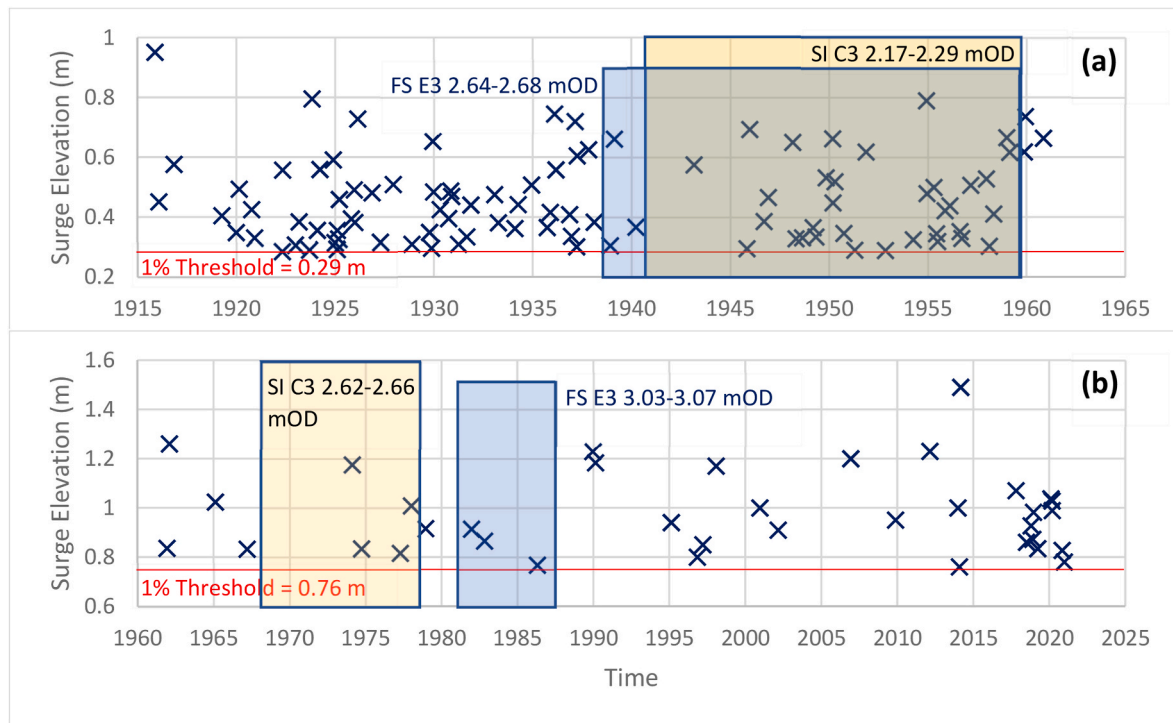 1
0.8
0.6
0.4
0.2
Surge Elevation (m)
SI C3 2.17-2.29 mOD
(a)
FS E3 2.64-2.68 mOD
1% Threshold = 0.29 m
1915 1920 1925 1930 1935 1940 1945 1950 1955 1960 1965
1.6
1.4
1.2
1
0.8
0.6
Surge Elevation (m)
SI C3 2.62-2.66
mOD
FS E3 3.03-3.07 mOD
(b)
1% Threshold = 0.76 m
1960 1965 1970 1975 1980 1985 1990 1995 2000 2005 2010 2015 2020 2025
Time